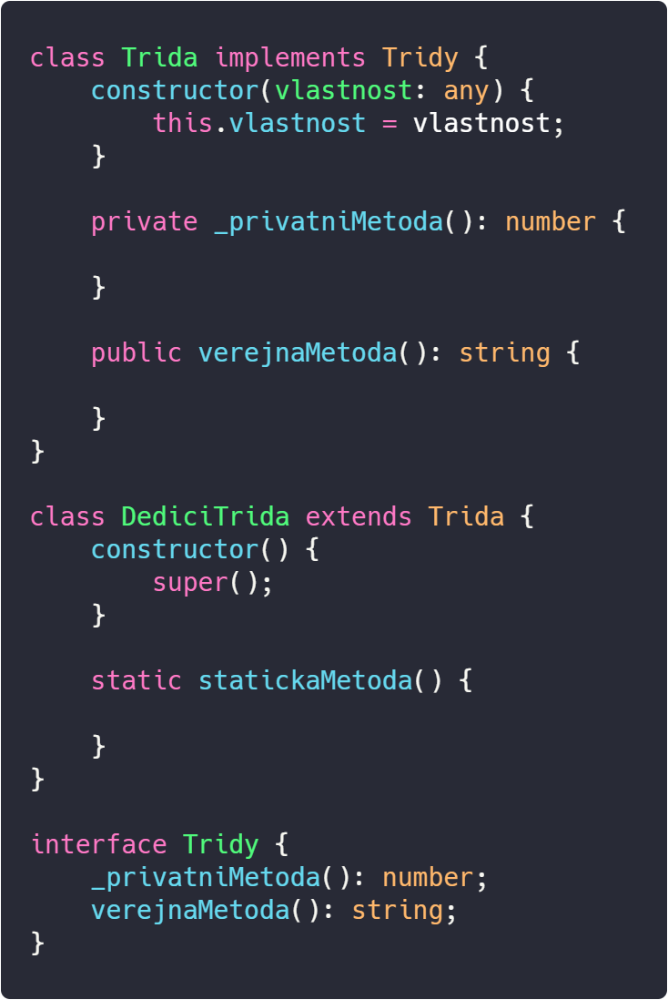 class Trida implements Tridy {
    constructor(vlastnost: any) {
        this.vlastnost = vlastnost;
    }

    private _privatniMetoda(): number {

    }

    public verejnaMetoda(): string {

    }
}

class DediciTrida extends Trida {
    constructor() {
        super();
    }

    static statickaMetoda() {

    }
}

interface Tridy {
    _privatniMetoda(): number;
    verejnaMetoda(): string;
}